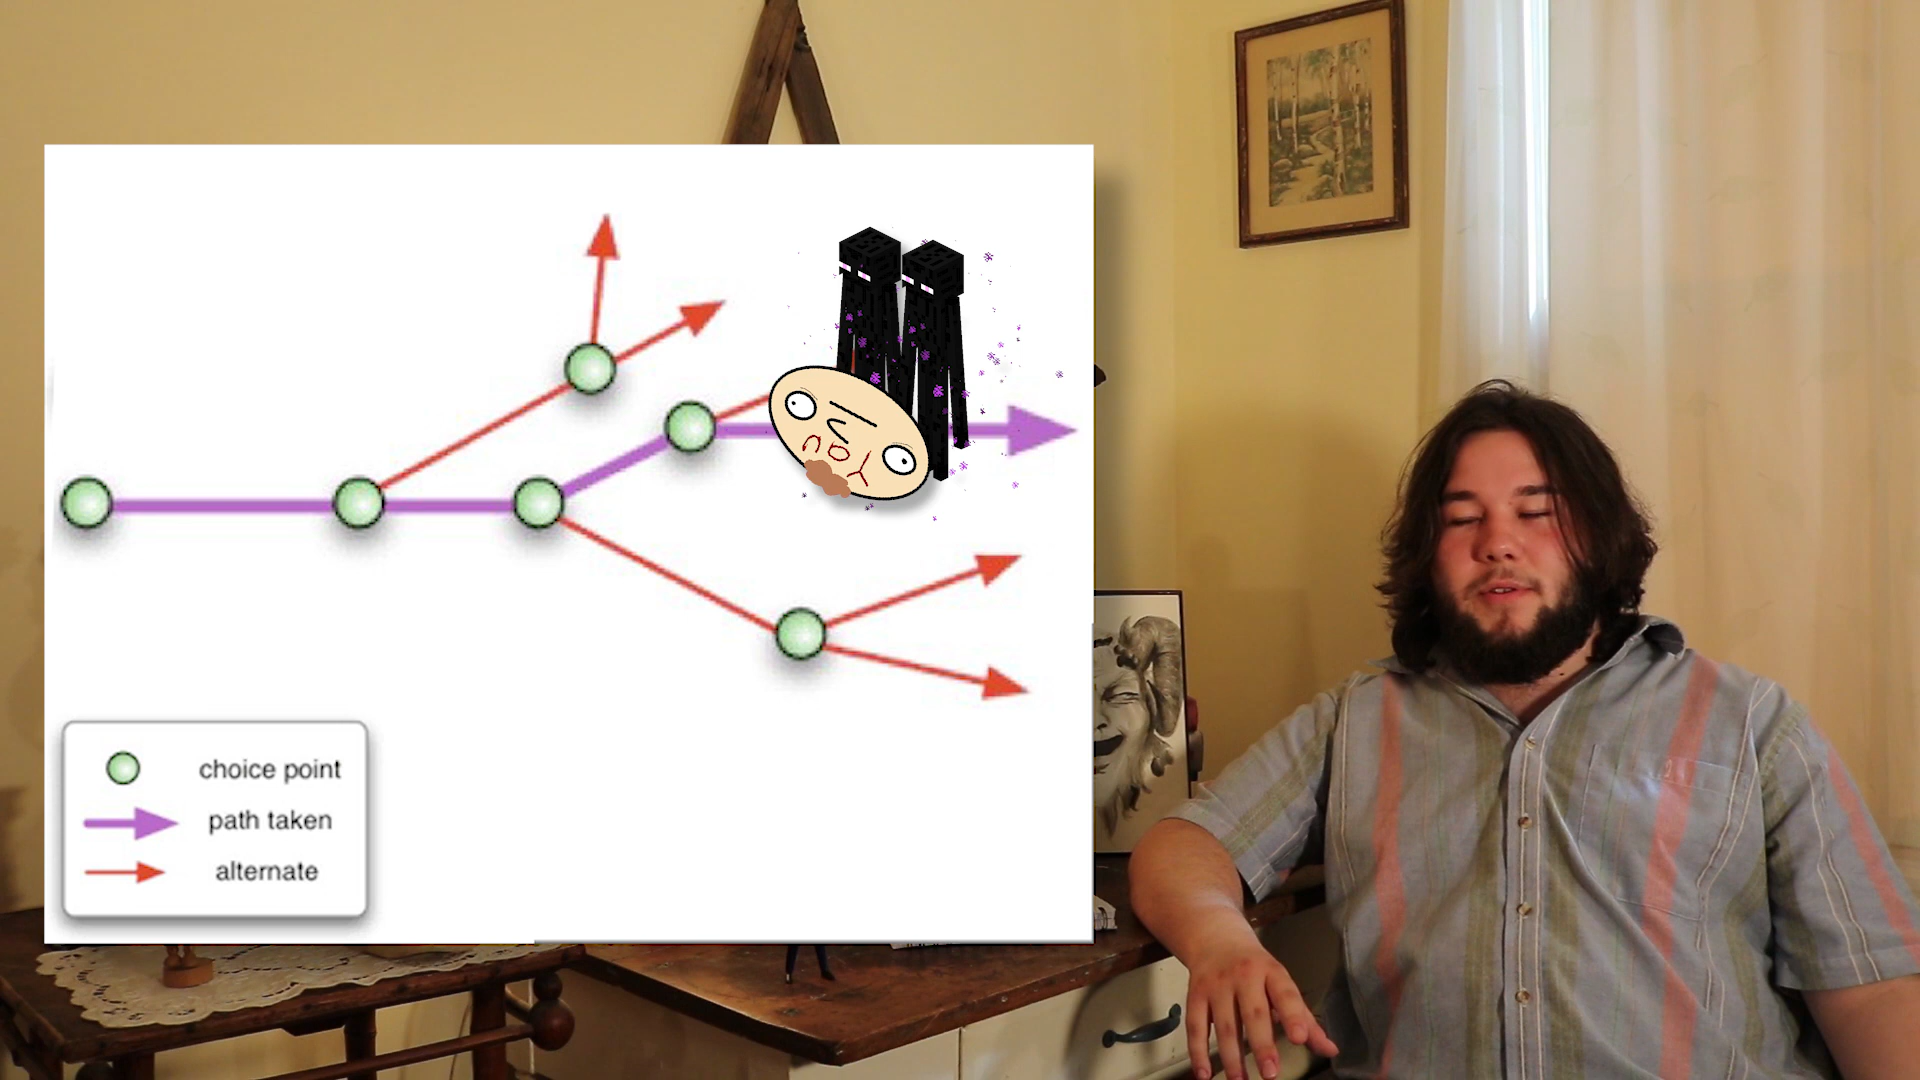 choice point
path taken
alternate